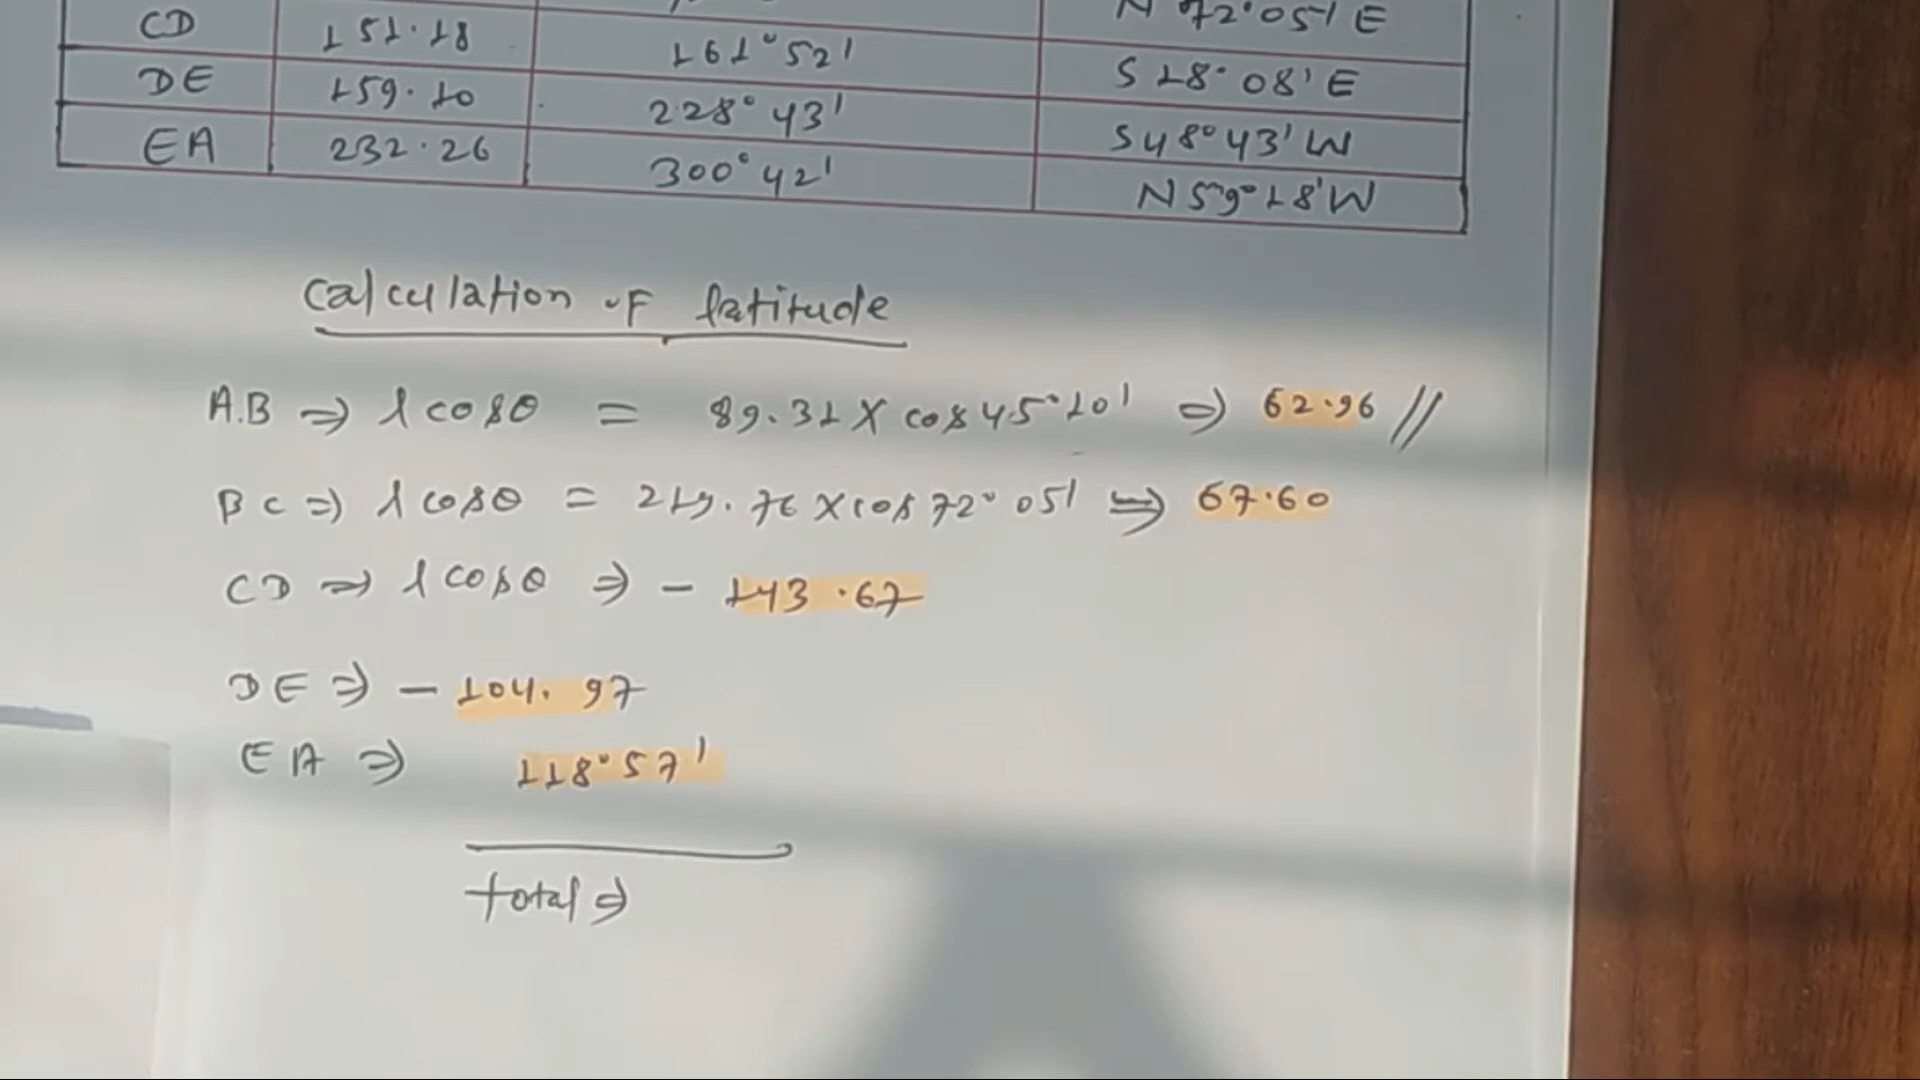 N 72°05' E
CD 151.18 161°52' S 18°08' E
DE 159.10 228°43' S 48°43' W
EA 232.26 300°42' N 59°18' W
Calculation of latitude
A.B ⇒ l cosθ = 89.31 X cos 45°10' ⇒ 62.96 //
BC ⇒ l cosθ = 219.76 X cos 72°05' ⇒ 67.60
CD ⇒ l cosθ ⇒ - 143.67
DE ⇒ - 104.97
EA ⇒ 118°57'
total ⇒